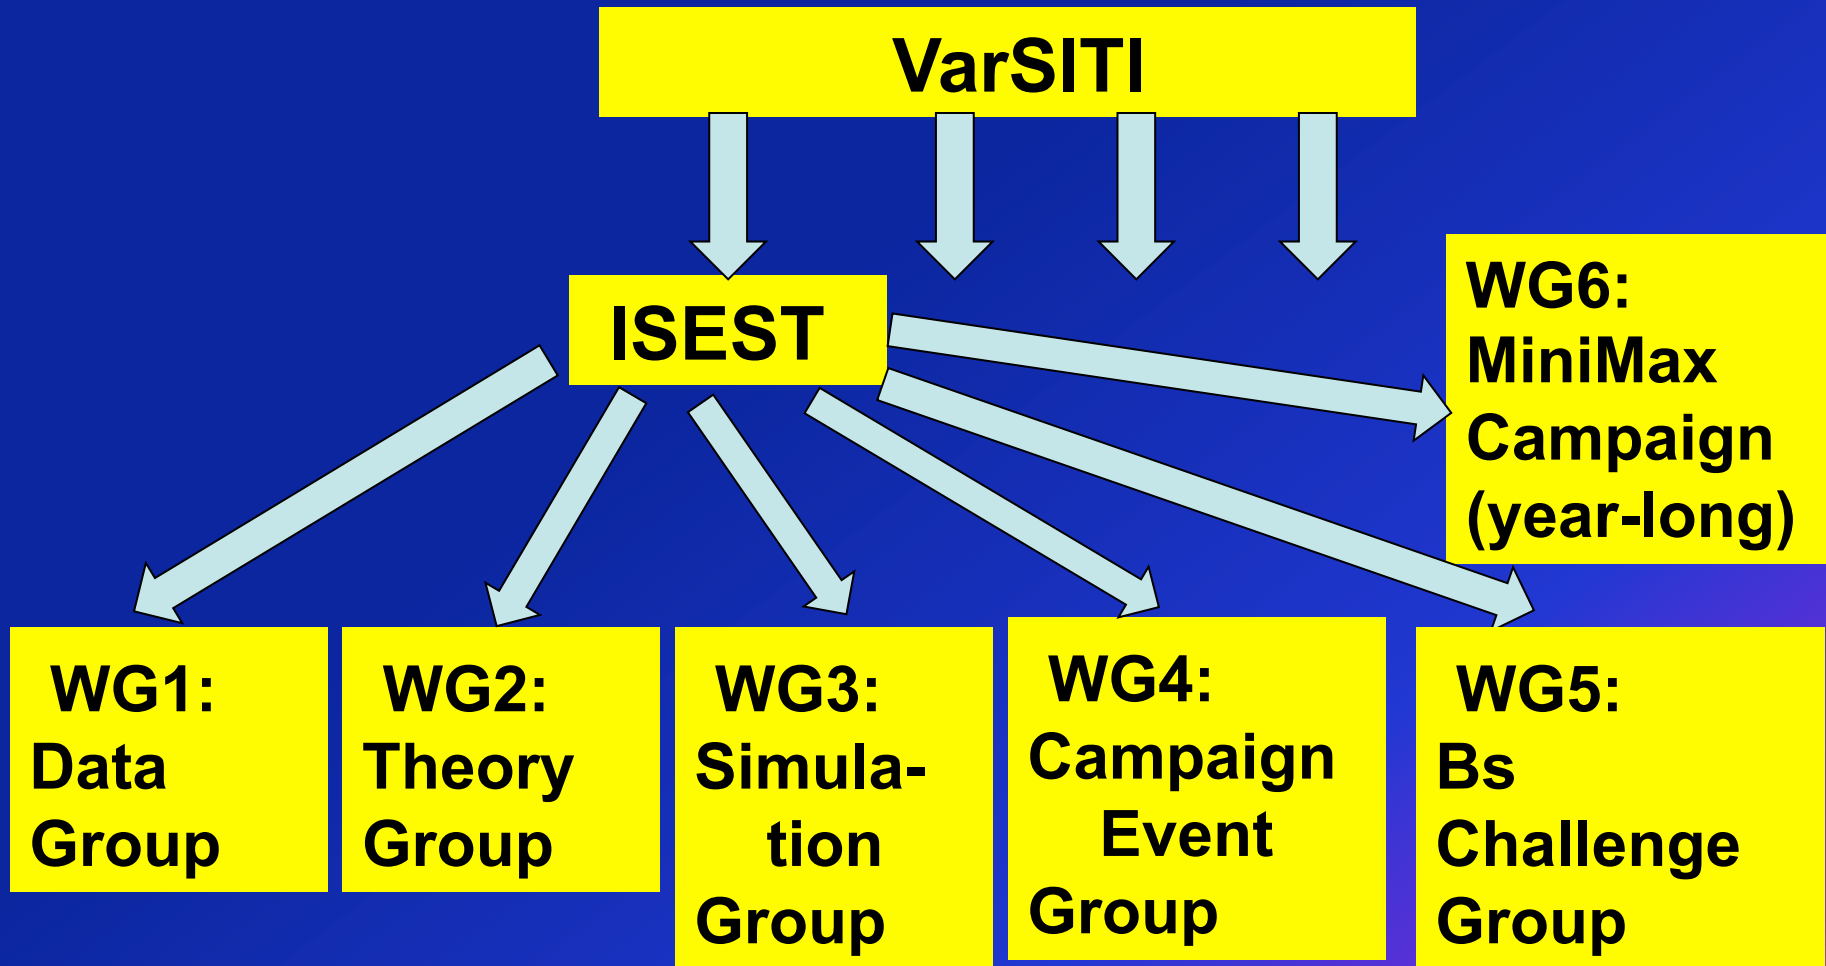 VarSITI
ISEST
WG6:
MiniMax
Campaign
(year-long)
WG1:
Data
Group
WG2:
Theory
Group
WG3:
Simula-
tion
Group
WG4:
Campaign
Event
Group
WG5:
Bs
Challenge
Group